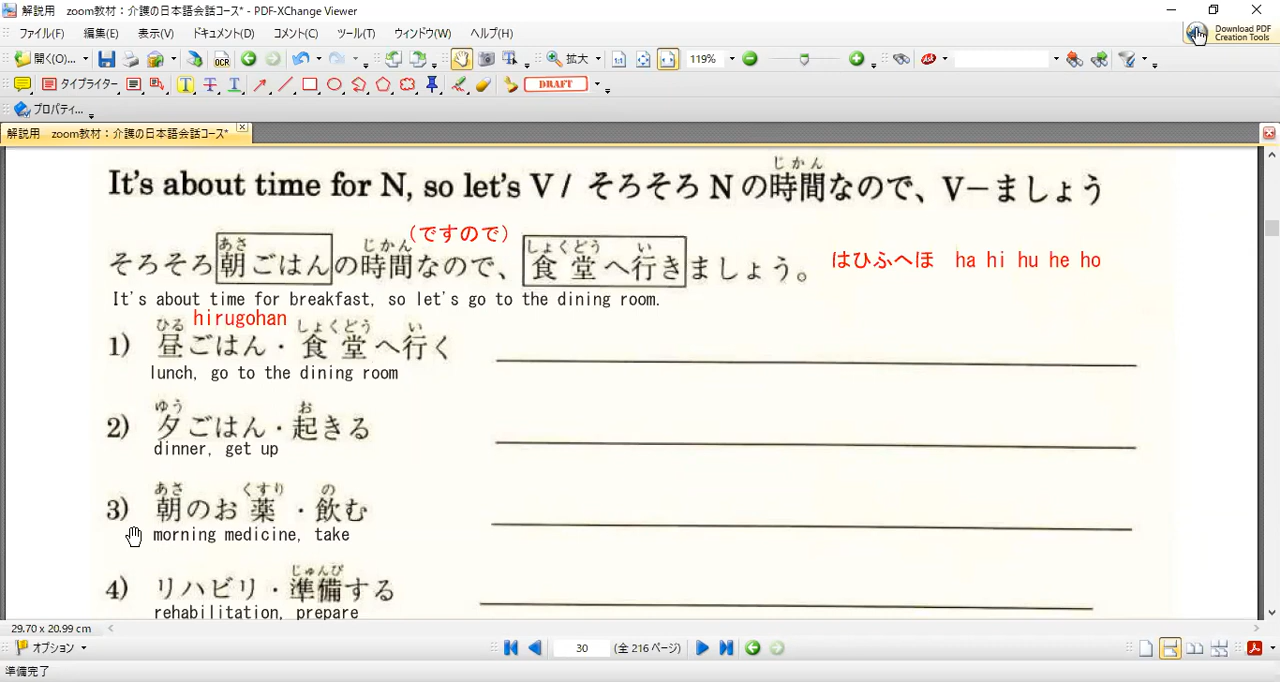 解説用 zoom教材：介護の日本語会話コース* - PDF-XChange Viewer
ファイル(F) 編集(E) 表示(V) ドキュメント(D) コメント(C) ツール(T) ウィンドウ(W) ヘルプ(H)
Download PDF
Creation Tools
開く(O)... OCR 拡大 119%
タイプライター DRAFT
プロパティ...
解説用 zoom教材：介護の日本語会話コース*
じかん
It's about time for N, so let's V / そろそろ N の時間なので、V－ましょう
(ですので)
あさ じかん しょくどう い
そろそろ朝ごはんの時間なので、食堂へ行きましょう。 はひふへほ ha hi hu he ho
It's about time for breakfast, so let's go to the dining room.
hirugohan
ひる しょくどう い
1) 昼ごはん・食堂へ行く
lunch, go to the dining room
ゆう お
2) 夕ごはん・起きる
dinner, get up
あさ くすり の
3) 朝のお薬・飲む
morning medicine, take
じゅんび
4) リハビリ・準備する
rehabilitation, prepare
29.70 x 20.99 cm
オプション 30 (全 216 ページ)
準備完了